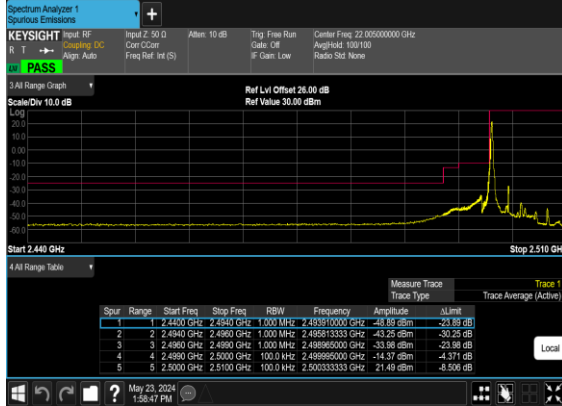 Spectrum Analyzer 1
Spurious Emissions
KEYSIGHT Input: RF Input Z: 50 Ω Atten: 10 dB Trig: Free Run Center Freq: 22.005000000 GHz
R T Coupling: DC Corr CCorr Gate: Off Avg|Hold: 100/100
Align: Auto Freq Ref: Int (S) IF Gain: Low Radio Std: None
PASS
3 All Range Graph
Ref Lvl Offset 26.00 dB
Scale/Div 10.0 dB Ref Value 30.00 dBm
Log
20.0
10.0
0.00
-10.0
-20.0
-30.0
-40.0
-50.0
-60.0
Start 2.440 GHz Stop 2.510 GH
4 All Range Table
Measure Trace Trace 1
Trace Type Trace Average (Active)
Spur Range Start Freq Stop Freq RBW Frequency Amplitude ΔLimit
1 1 2.4400 GHz 2.4940 GHz 1.000 MHz 2.493910000 GHz -48.89 dBm -23.89 dB
2 2 2.4940 GHz 2.4960 GHz 1.000 MHz 2.495813333 GHz -43.25 dBm -30.25 dB
3 3 2.4960 GHz 2.4990 GHz 1.000 MHz 2.498965000 GHz -33.98 dBm -23.98 dB
4 4 2.4990 GHz 2.5000 GHz 100.0 kHz 2.499995000 GHz -14.37 dBm -4.371 dB
5 5 2.5000 GHz 2.5100 GHz 100.0 kHz 2.500333333 GHz 21.49 dBm -8.506 dB
Local
May 23, 2024
1:58:47 PM